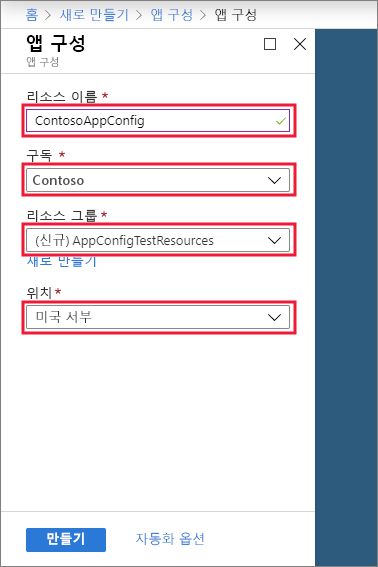 홈 > 새로 만들기 > 앱 구성 > 앱 구성
앱 구성
앱 구성
리소스 이름 *
ContosoAppConfig
구독 *
Contoso
리소스 그룹 *
(신규) AppConfigTestResources
새로 만들기
위치*
미국 서부
만들기 자동화 옵션